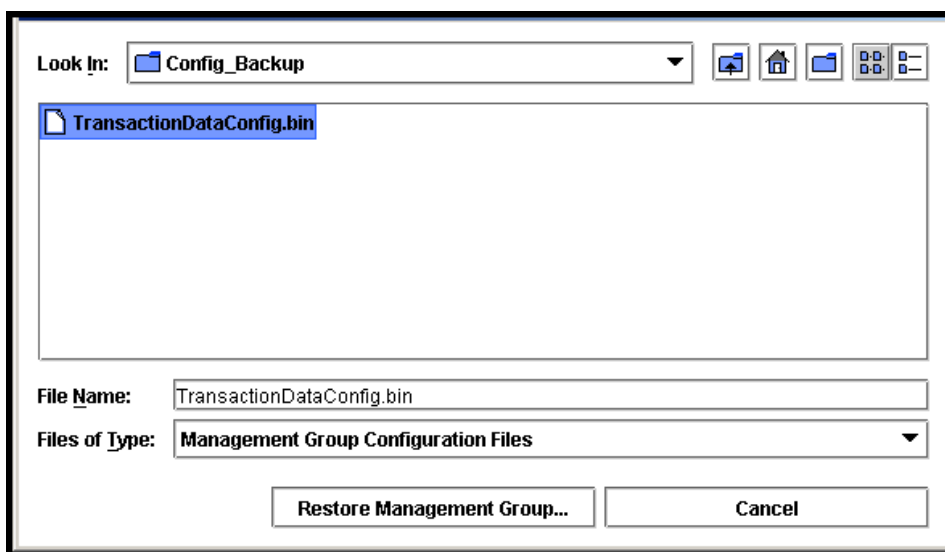 Look In: Config_Backup
TransactionDataConfig.bin
File Name: TransactionDataConfig.bin
Files of Type: Management Group Configuration Files
Restore Management Group... Cancel